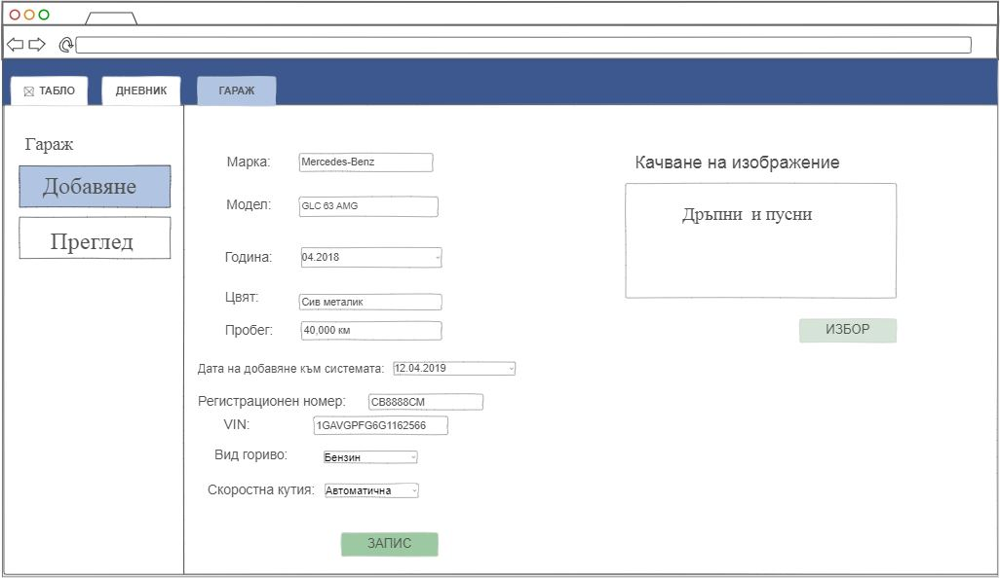 ТАБЛО
ДНЕВНИК
ГАРАЖ
Гараж
Добавяне
Преглед
Марка: Mercedes-Benz
Модел: GLC 63 AMG
Година: 04.2018
Цвят: Сив металик
Пробег: 40,000 км
Дата на добавяне към системата: 12.04.2019
Регистрационен номер: CB8888CM
VIN: 1GAVGPFG6G1162566
Вид гориво: Бензин
Скоростна кутия: Автоматична
ЗАПИС
Качване на изображение
Дръпни и пусни
ИЗБОР